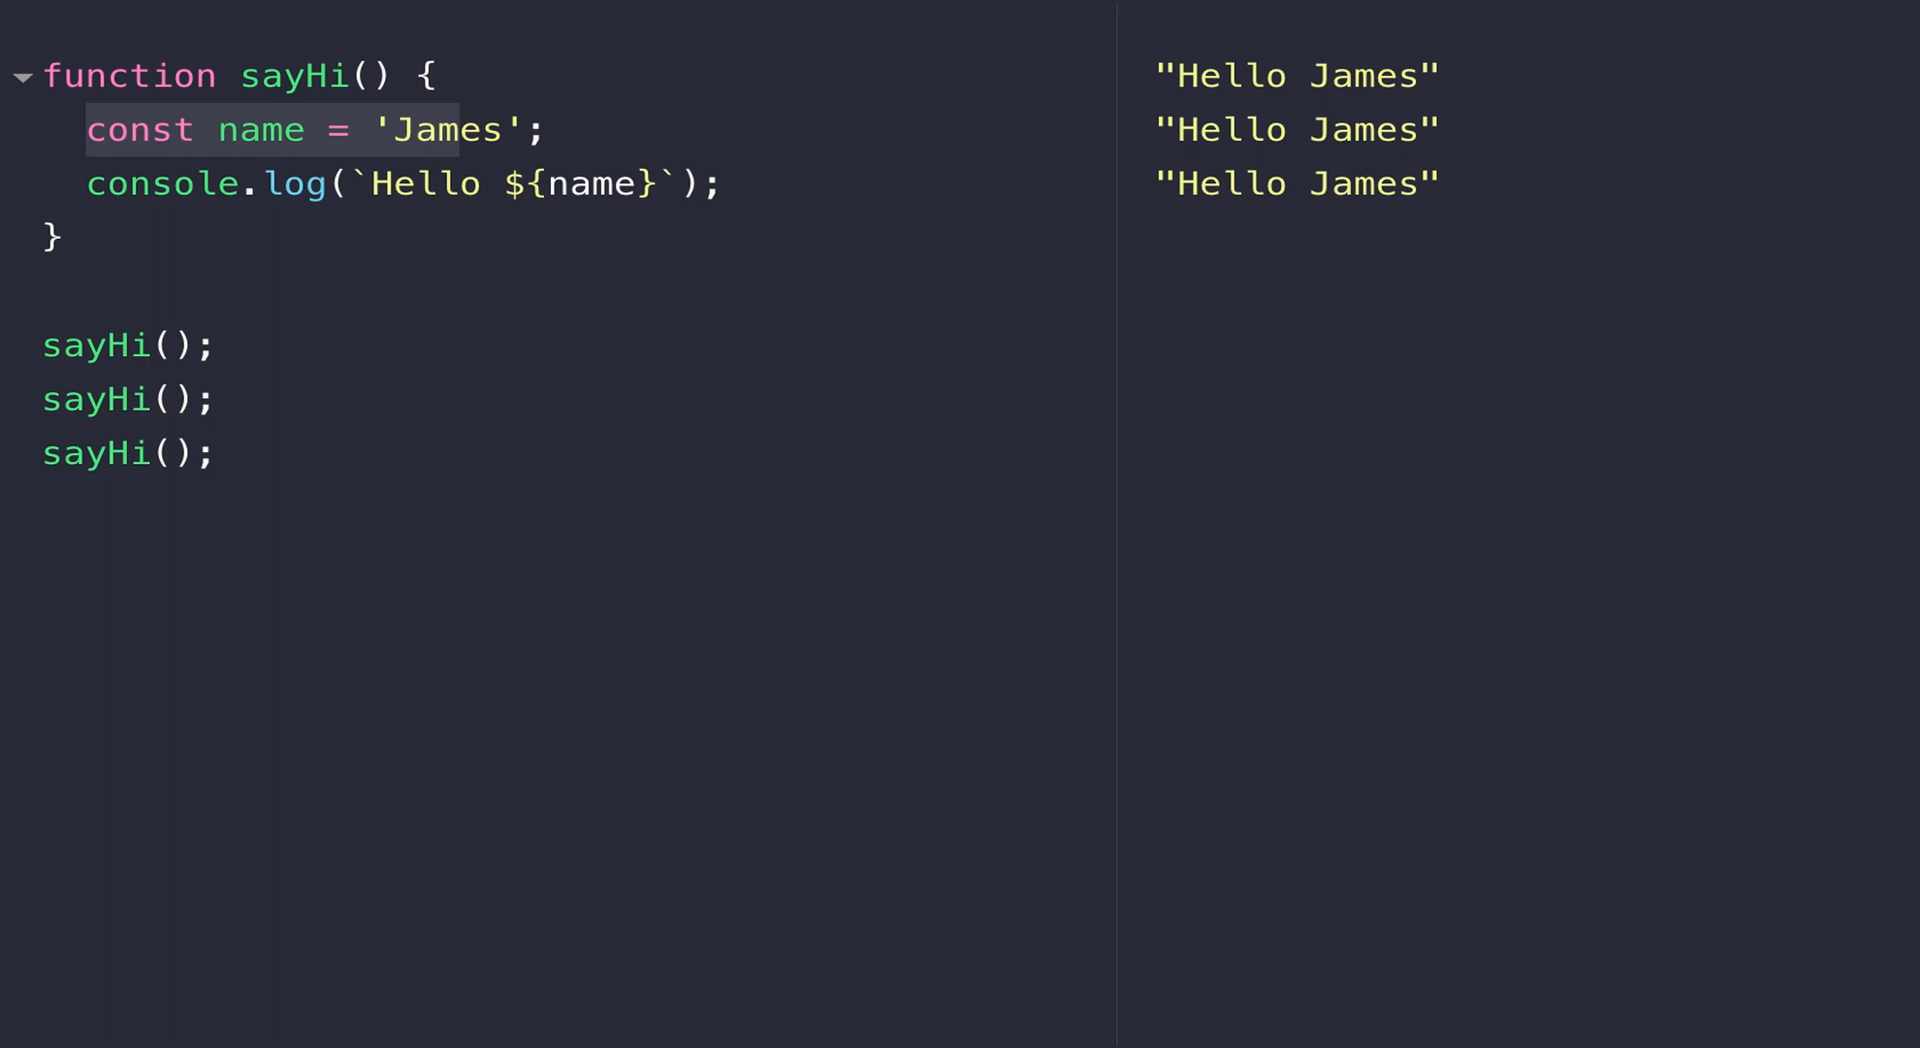 function sayHi() {
  const name = 'James';
  console.log(`Hello ${name}`);
}

sayHi();
sayHi();
sayHi();

"Hello James"
"Hello James"
"Hello James"